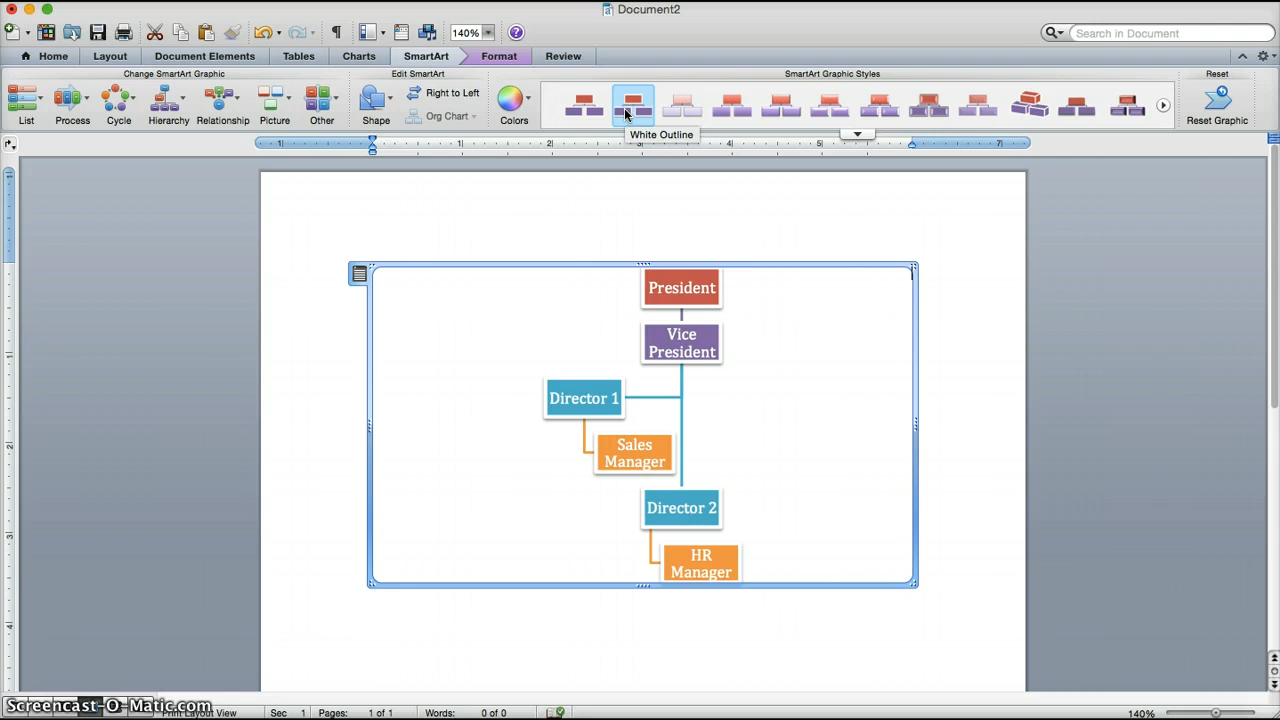 Document2
140%
Search in Document
Home
Layout
Document Elements
Tables
Charts
SmartArt
Format
Review
Change SmartArt Graphic
Edit SmartArt
SmartArt Graphic Styles
Reset
List
Process
Cycle
Hierarchy
Relationship
Picture
Other
Shape
Right to Left
Org Chart
Colors
Reset Graphic
White Outline
President
Vice
President
Director 1
Sales
Manager
Director 2
HR
Manager
Screencast-O-Matic.com
Print Layout View
Sec 1
Pages: 1 of 1
Words: 0 of 0
140%